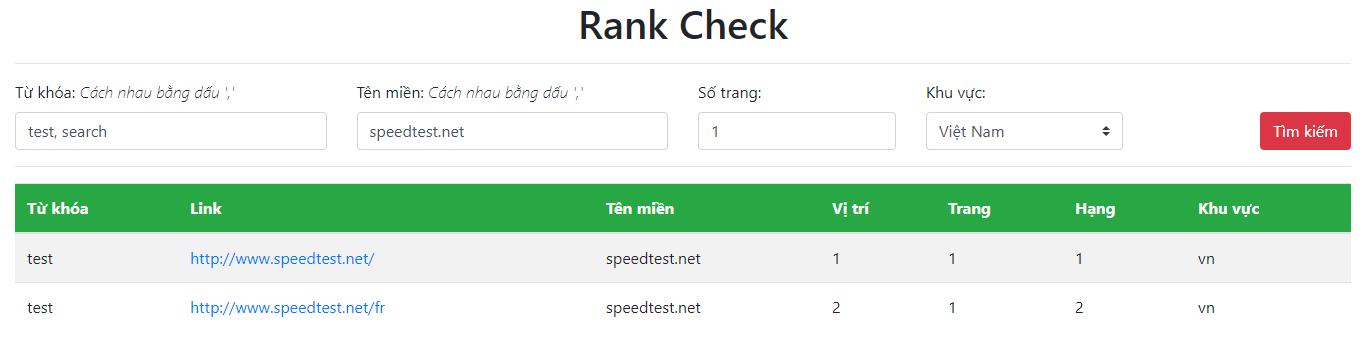 Rank Check
Từ khóa: Cách nhau bằng dấu ',' Tên miền: Cách nhau bằng dấu ',' Số trang: Khu vực:
test, search speedtest.net 1 Việt Nam Tìm kiếm
Từ khóa Link Tên miền Vị trí Trang Hạng Khu vực
test http://www.speedtest.net/ speedtest.net 1 1 1 vn
test http://www.speedtest.net/fr speedtest.net 2 1 2 vn